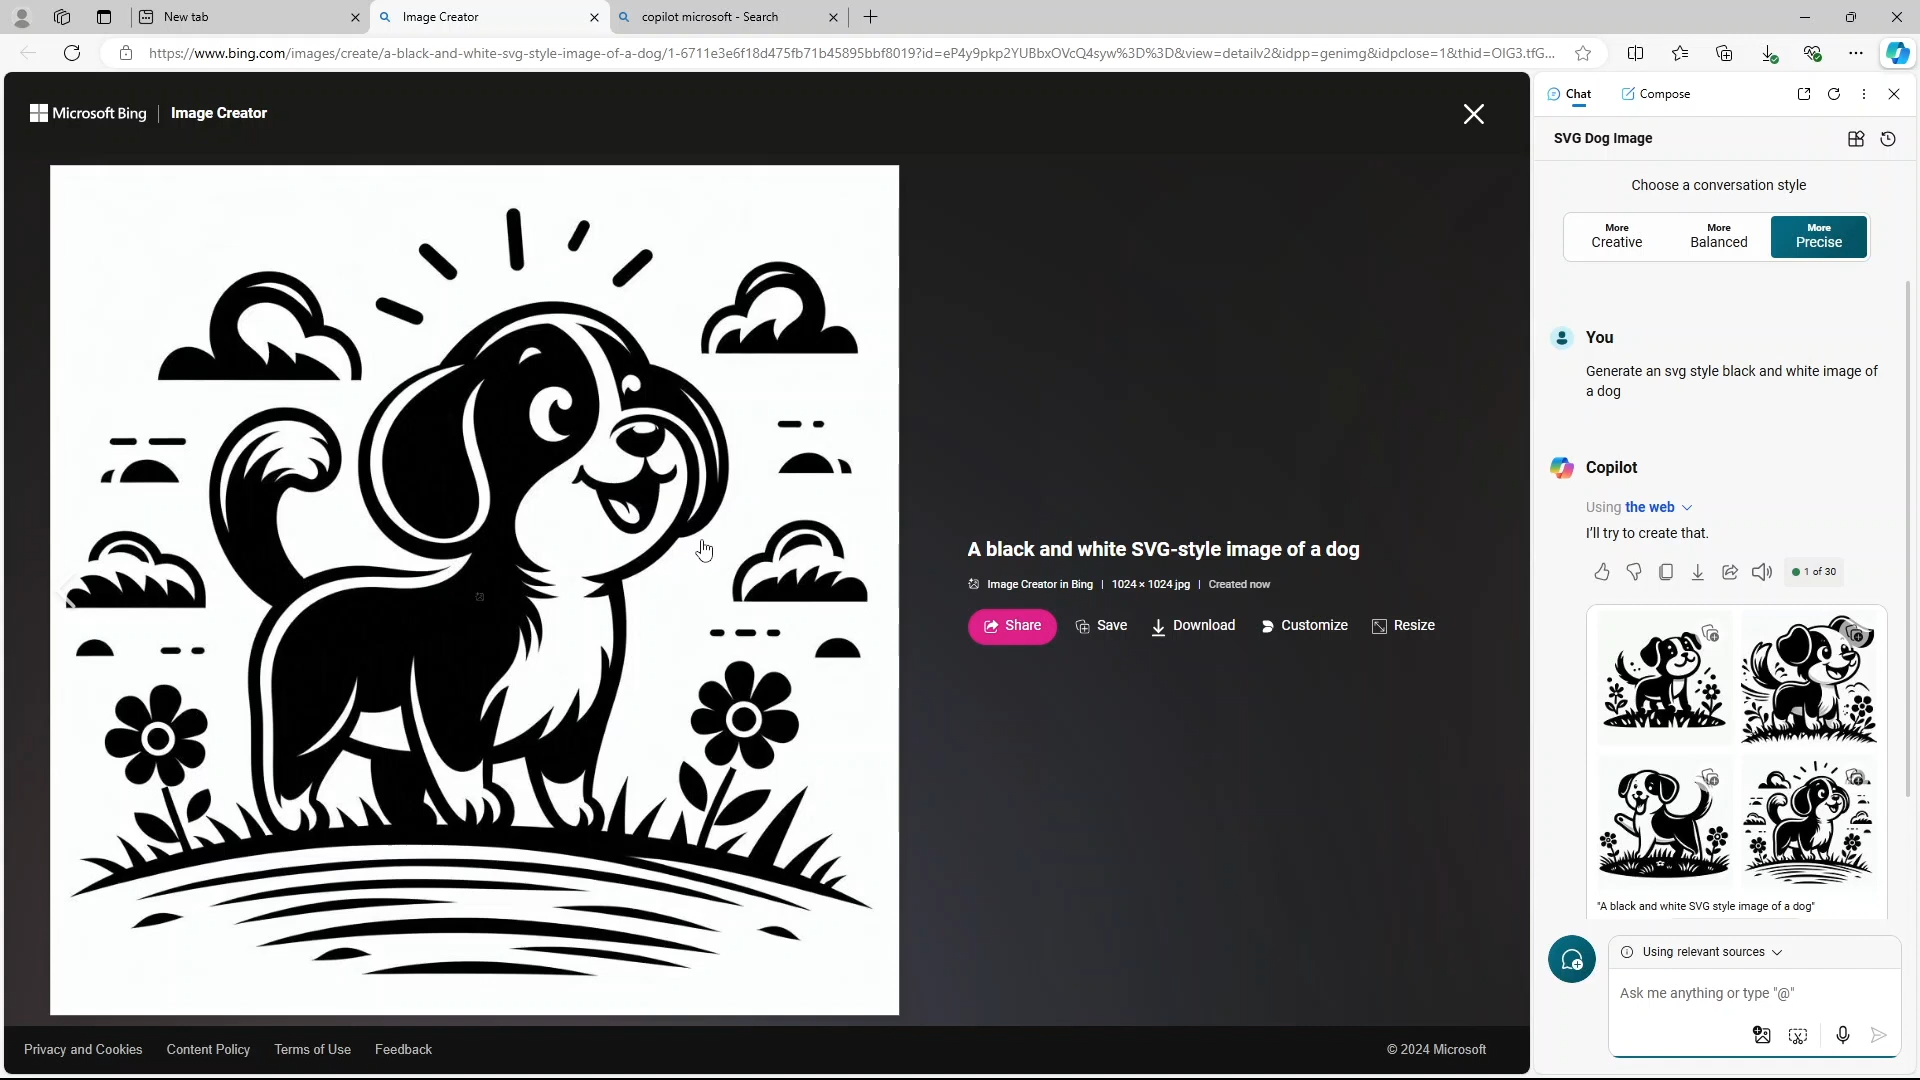 New tab
Image Creator
copilot microsoft - Search
https://www.bing.com/images/create/a-black-and-white-svg-style-image-of-a-dog/1-6711e3e6f18d475fb71b45895bbf8019?id=eP4y9pkp2YUBbxOVcQ4syw%3D%3D&view=detailv2&idpp=genimg&idpclose=1&thid=OIG3.tfG...
Microsoft Bing
Image Creator
A black and white SVG-style image of a dog
Image Creator in Bing | 1024 × 1024 jpg | Created now
Share
Save
Download
Customize
Resize
Privacy and Cookies
Content Policy
Terms of Use
Feedback
© 2024 Microsoft
Chat
Compose
SVG Dog Image
Choose a conversation style
More Creative
More Balanced
More Precise
You
Generate an svg style black and white image of
a dog
Copilot
Using the web
I'll try to create that.
1 of 30
"A black and white SVG style image of a dog"
Using relevant sources
Ask me anything or type "@"